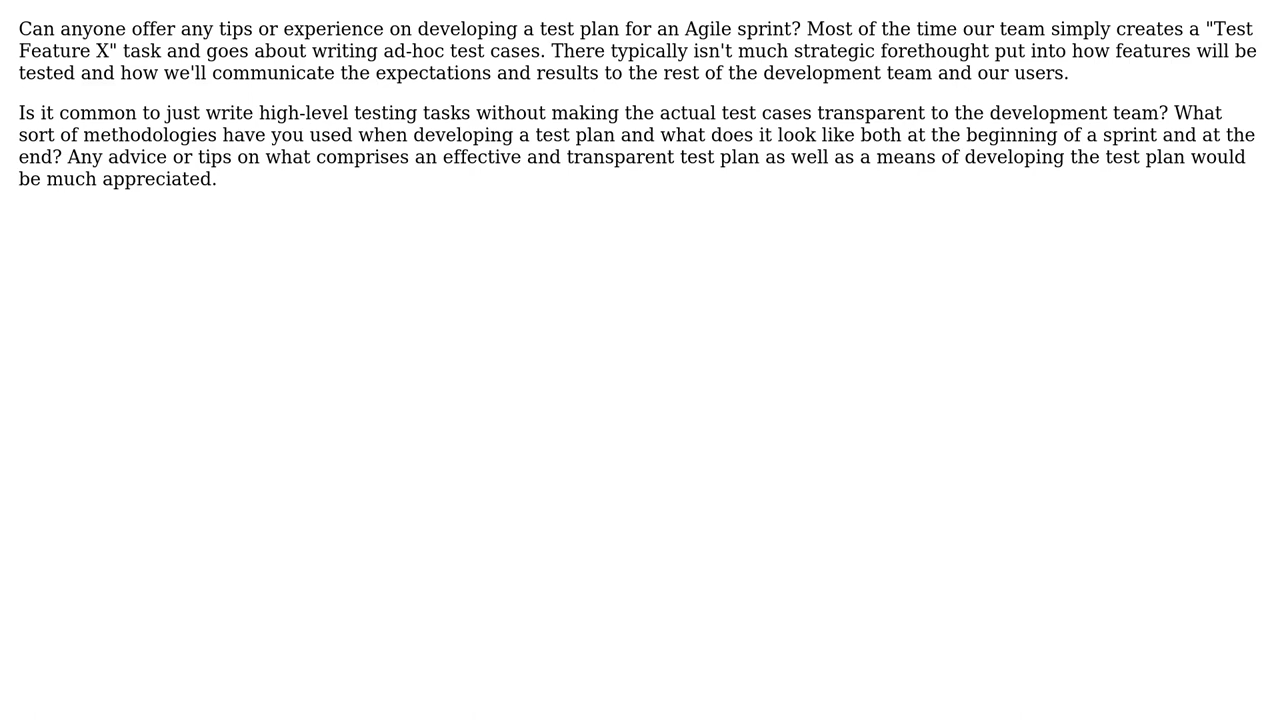 Can anyone offer any tips or experience on developing a test plan for an Agile sprint? Most of the time our team simply creates a "Test
Feature X" task and goes about writing ad-hoc test cases. There typically isn't much strategic forethought put into how features will be
tested and how we'll communicate the expectations and results to the rest of the development team and our users.
Is it common to just write high-level testing tasks without making the actual test cases transparent to the development team? What
sort of methodologies have you used when developing a test plan and what does it look like both at the beginning of a sprint and at the
end? Any advice or tips on what comprises an effective and transparent test plan as well as a means of developing the test plan would
be much appreciated.